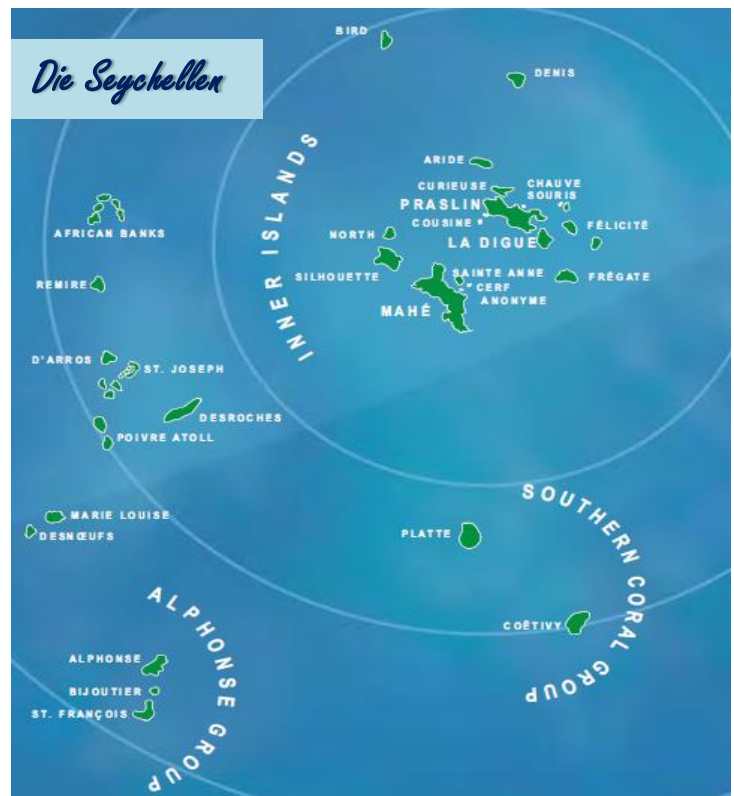 BIRD
Die Seychellen
DENIS
INNER ISLANDS
ARIDE
CURIEUSE
CHAUVE
SOURIS
PRASLIN
COUSINE
FÉLICITÉ
AFRICAN BANKS
NORTH
LA DIGUE
SILHOUETTE
SAINTE ANNE
FRÉGATE
REMIRE
CERF
ANONYME
MAHÉ
D'ARROS
ST. JOSEPH
DESROCHES
POIVRE ATOLL
SOUTHERN CORAL GROUP
MARIE LOUISE
DESNŒUFS
PLATTE
ALPHONSE GROUP
COËTIVY
ALPHONSE
BIJOUTIER
ST. FRANÇOIS